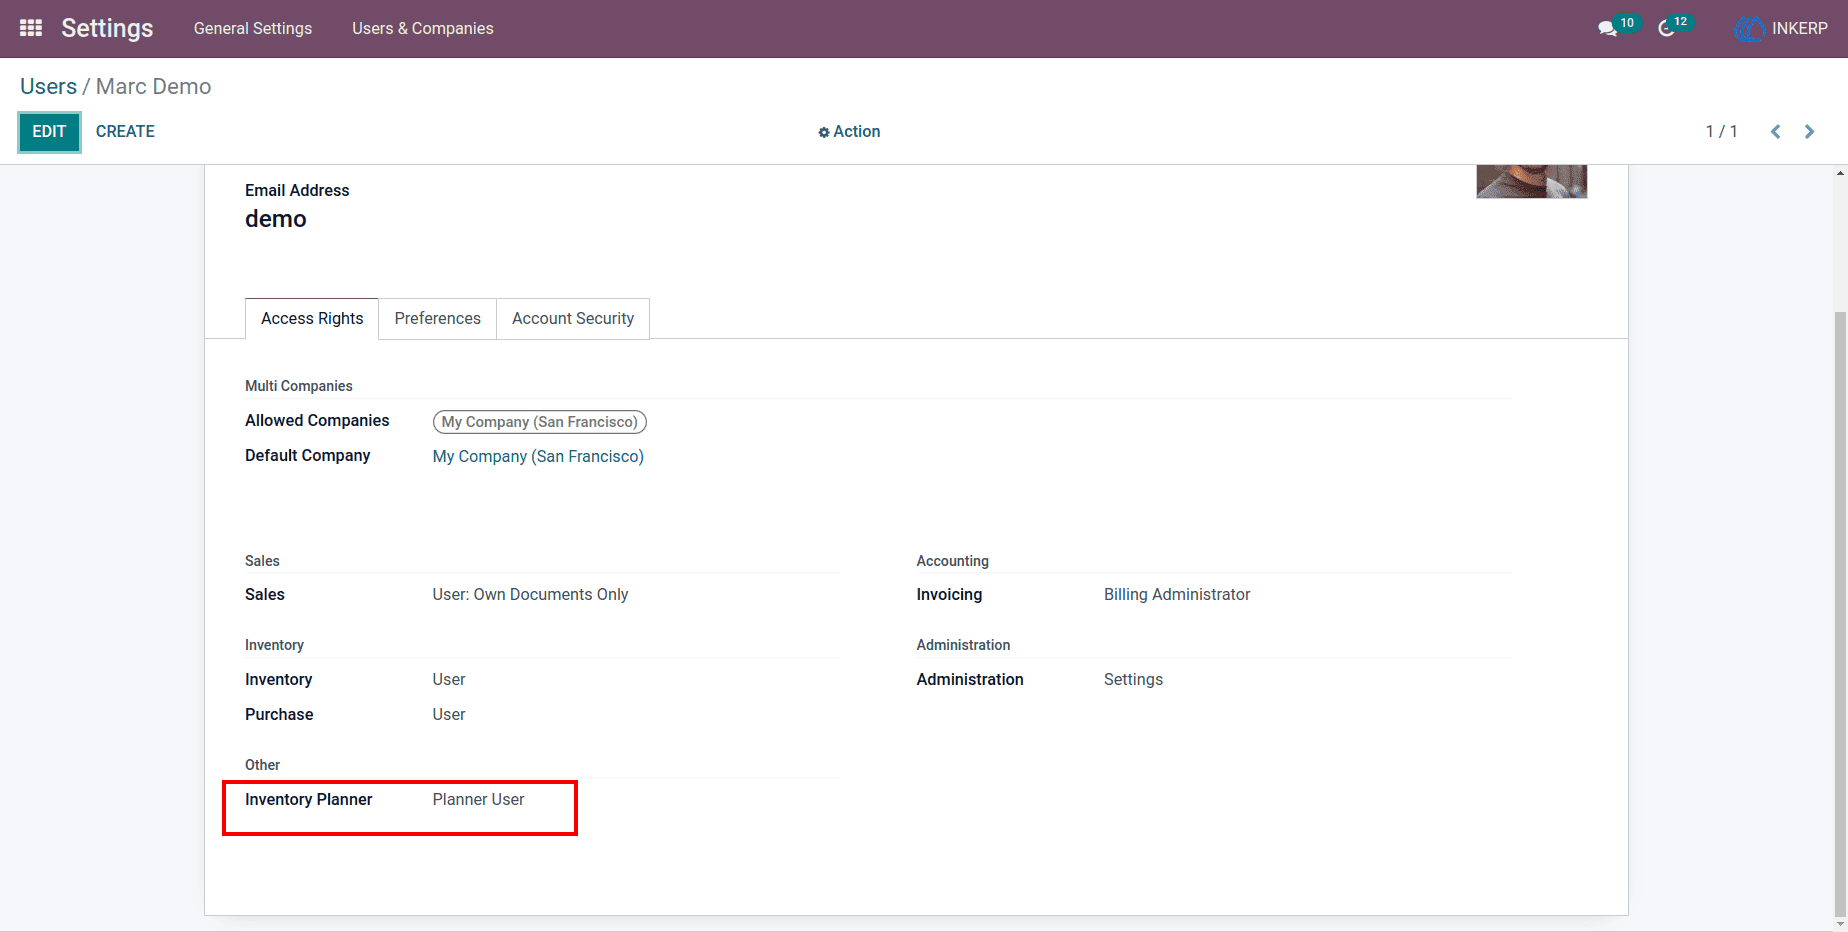 Settings General Settings Users & Companies 10 12 INKERP
Users / Marc Demo
EDIT CREATE Action 1 / 1
Email Address
demo
Access Rights Preferences Account Security
Multi Companies
Allowed Companies My Company (San Francisco)
Default Company My Company (San Francisco)
Sales Accounting
Sales User: Own Documents Only Invoicing Billing Administrator
Inventory Administration
Inventory User Administration Settings
Purchase User
Other
Inventory Planner Planner User